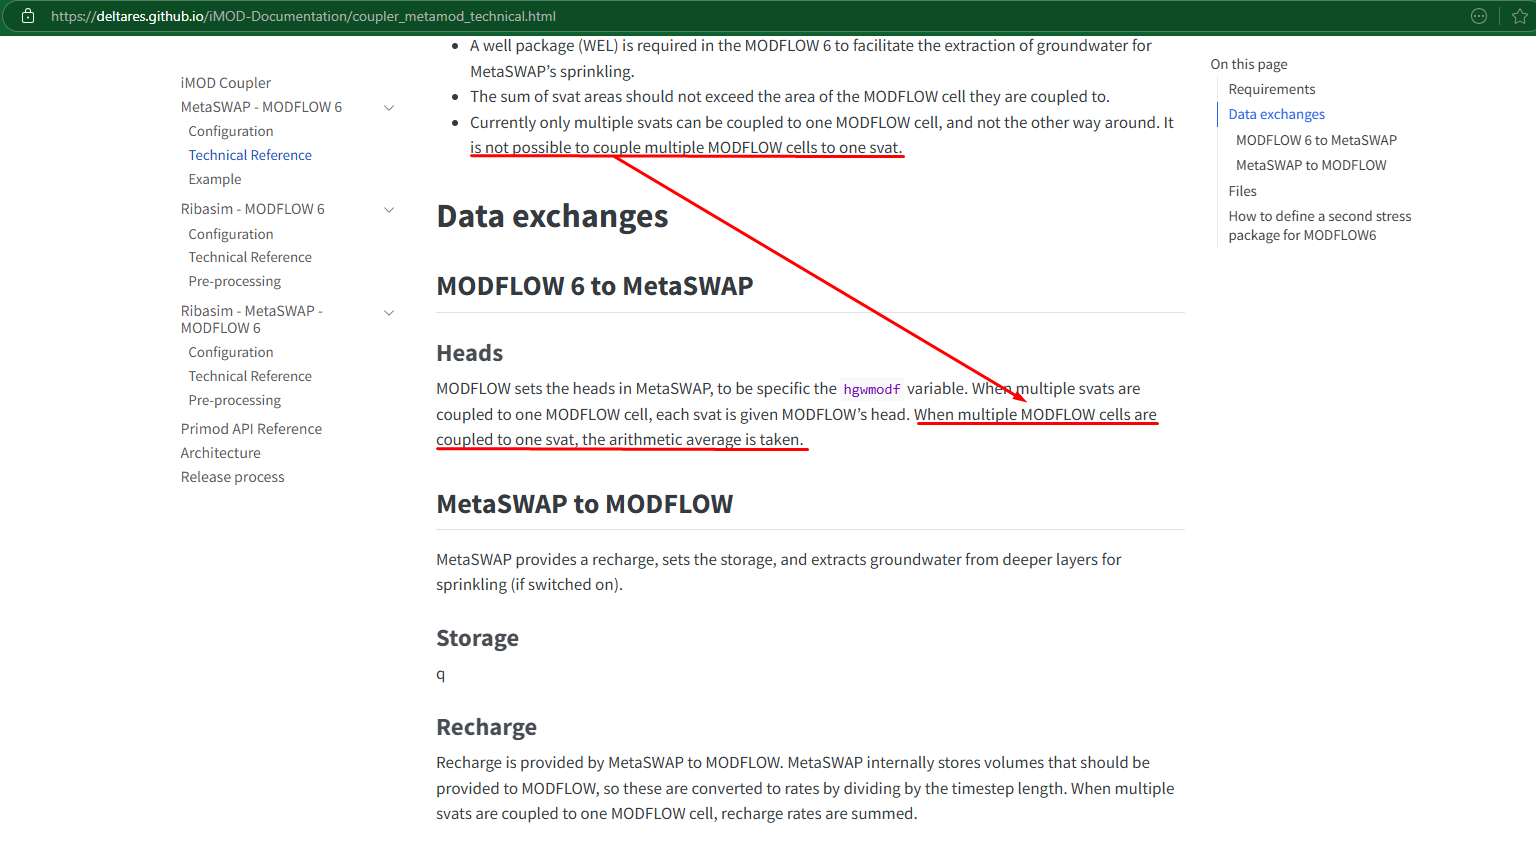 https://deltares.github.io/iMOD-Documentation/coupler_metamod_technical.html
iMOD Coupler
MetaSWAP - MODFLOW 6
Configuration
Technical Reference
Example
Ribasim - MODFLOW 6
Configuration
Technical Reference
Pre-processing
Ribasim - MetaSWAP -
MODFLOW 6
Configuration
Technical Reference
Pre-processing
Primod API Reference
Architecture
Release process
• A well package (WEL) is required in the MODFLOW 6 to facilitate the extraction of groundwater for
MetaSWAP’s sprinkling.
• The sum of svat areas should not exceed the area of the MODFLOW cell they are coupled to.
• Currently only multiple svats can be coupled to one MODFLOW cell, and not the other way around. It
is not possible to couple multiple MODFLOW cells to one svat.
Data exchanges
MODFLOW 6 to MetaSWAP
Heads
MODFLOW sets the heads in MetaSWAP, to be specific the hgwmodf variable. When multiple svats are
coupled to one MODFLOW cell, each svat is given MODFLOW’s head. When multiple MODFLOW cells are
coupled to one svat, the arithmetic average is taken.
MetaSWAP to MODFLOW
MetaSWAP provides a recharge, sets the storage, and extracts groundwater from deeper layers for
sprinkling (if switched on).
Storage
q
Recharge
Recharge is provided by MetaSWAP to MODFLOW. MetaSWAP internally stores volumes that should be
provided to MODFLOW, so these are converted to rates by dividing by the timestep length. When multiple
svats are coupled to one MODFLOW cell, recharge rates are summed.
On this page
Requirements
Data exchanges
MODFLOW 6 to MetaSWAP
MetaSWAP to MODFLOW
Files
How to define a second stress
package for MODFLOW6